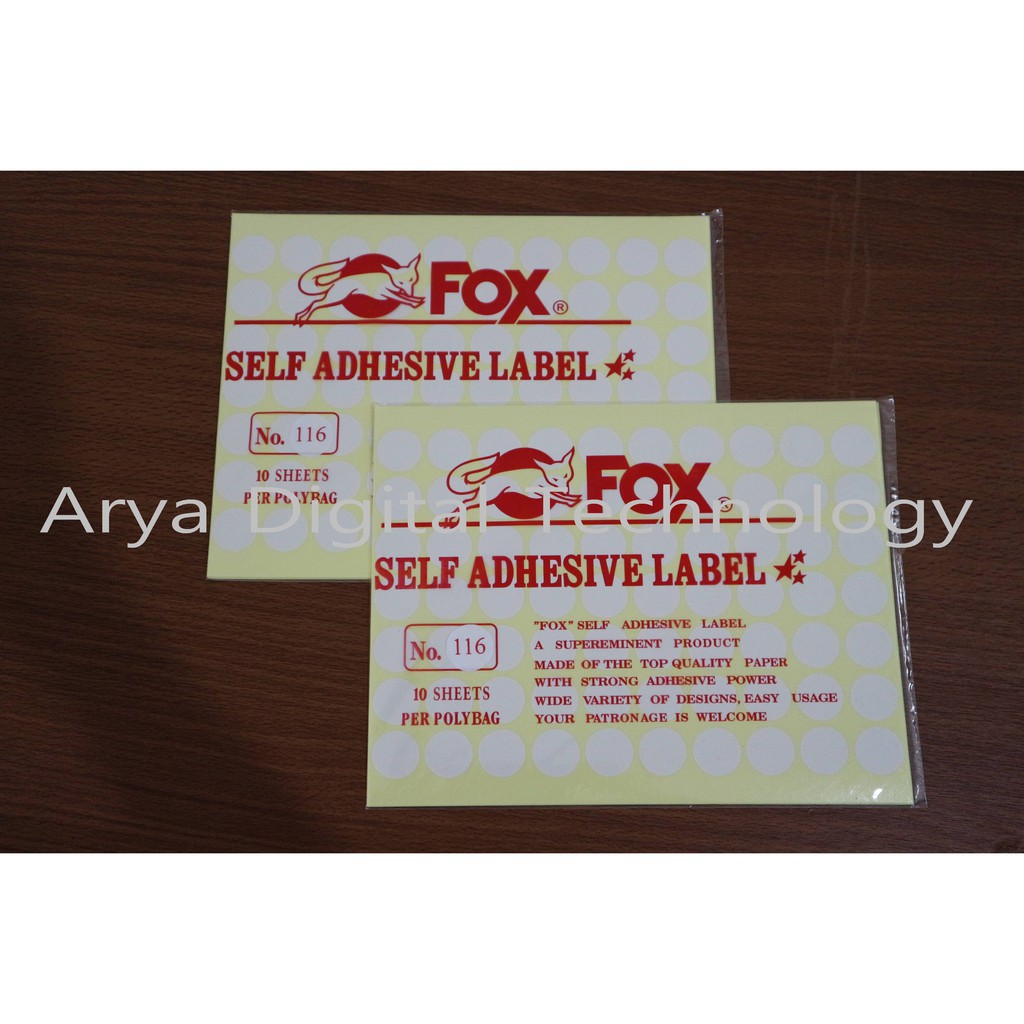 FOX®
SELF ADHESIVE LABEL
No. 116
10 SHEETS
PER POLYBAG
FOX®
SELF ADHESIVE LABEL
No. 116
10 SHEETS
PER POLYBAG
"FOX" SELF ADHESIVE LABEL
A SUPEREMINENT PRODUCT
MADE OF THE TOP QUALITY PAPER
WITH STRONG ADHESIVE POWER
WIDE VARIETY OF DESIGNS, EASY USAGE
YOUR PATRONAGE IS WELCOME
Arya Digital Technology